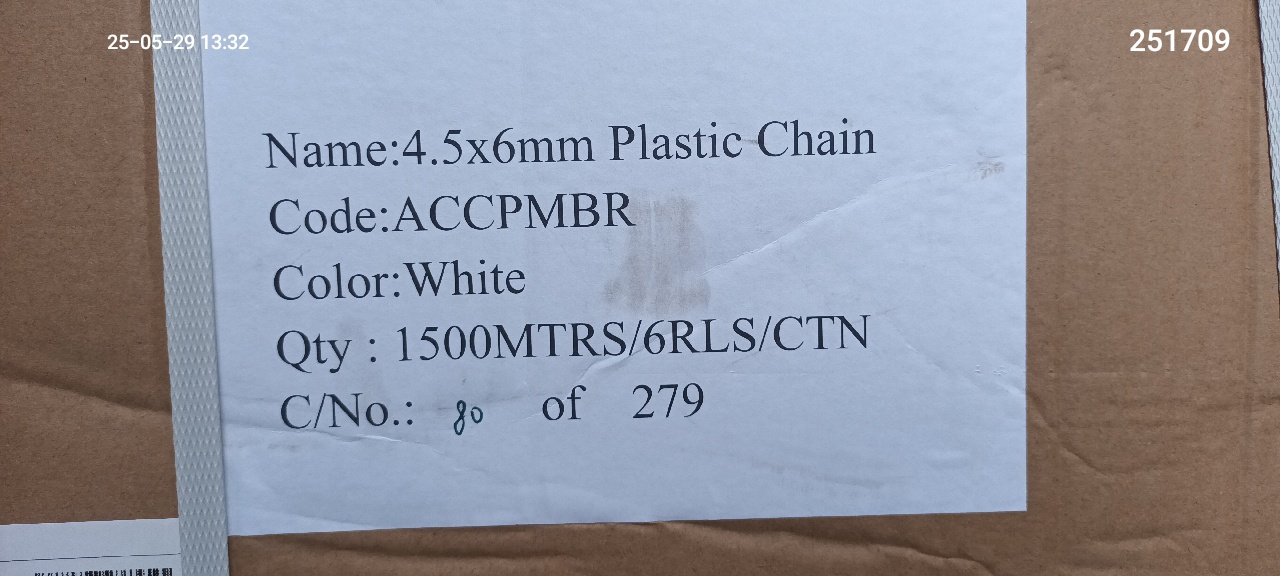 25-05-29 13:32
251709
Name:4.5x6mm Plastic Chain
Code:ACCPMBR
Color:White
Qty : 1500MTRS/6RLS/CTN
C/No.: 80 of 279